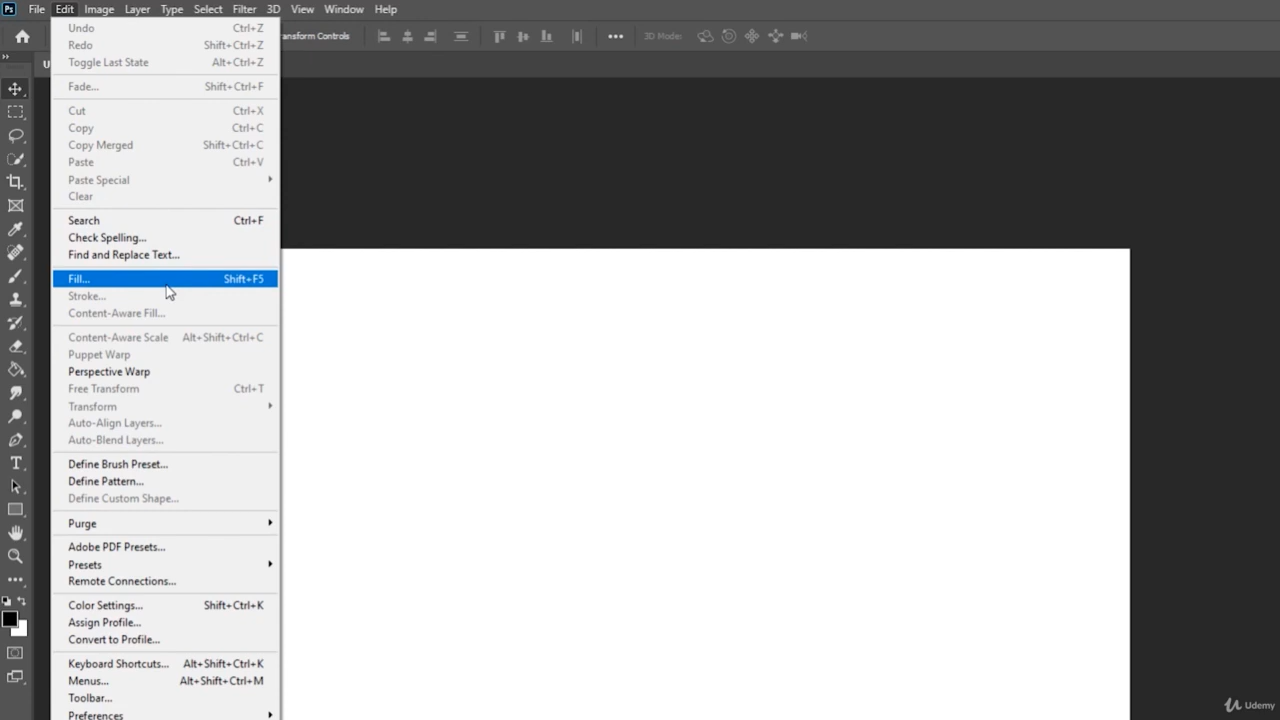 Ps File Edit Image Layer Type Select Filter 3D View Window Help
ansform Controls 3D Mode:
U
Undo Ctrl+Z
Redo Shift+Ctrl+Z
Toggle Last State Alt+Ctrl+Z
Fade... Shift+Ctrl+F
Cut Ctrl+X
Copy Ctrl+C
Copy Merged Shift+Ctrl+C
Paste Ctrl+V
Paste Special
Clear
Search Ctrl+F
Check Spelling...
Find and Replace Text...
Fill... Shift+F5
Stroke...
Content-Aware Fill...
Content-Aware Scale Alt+Shift+Ctrl+C
Puppet Warp
Perspective Warp
Free Transform Ctrl+T
Transform
Auto-Align Layers...
Auto-Blend Layers...
Define Brush Preset...
Define Pattern...
Define Custom Shape...
Purge
Adobe PDF Presets...
Presets
Remote Connections...
Color Settings... Shift+Ctrl+K
Assign Profile...
Convert to Profile...
Keyboard Shortcuts... Alt+Shift+Ctrl+K
Menus... Alt+Shift+Ctrl+M
Toolbar...
Preferences
Udemy